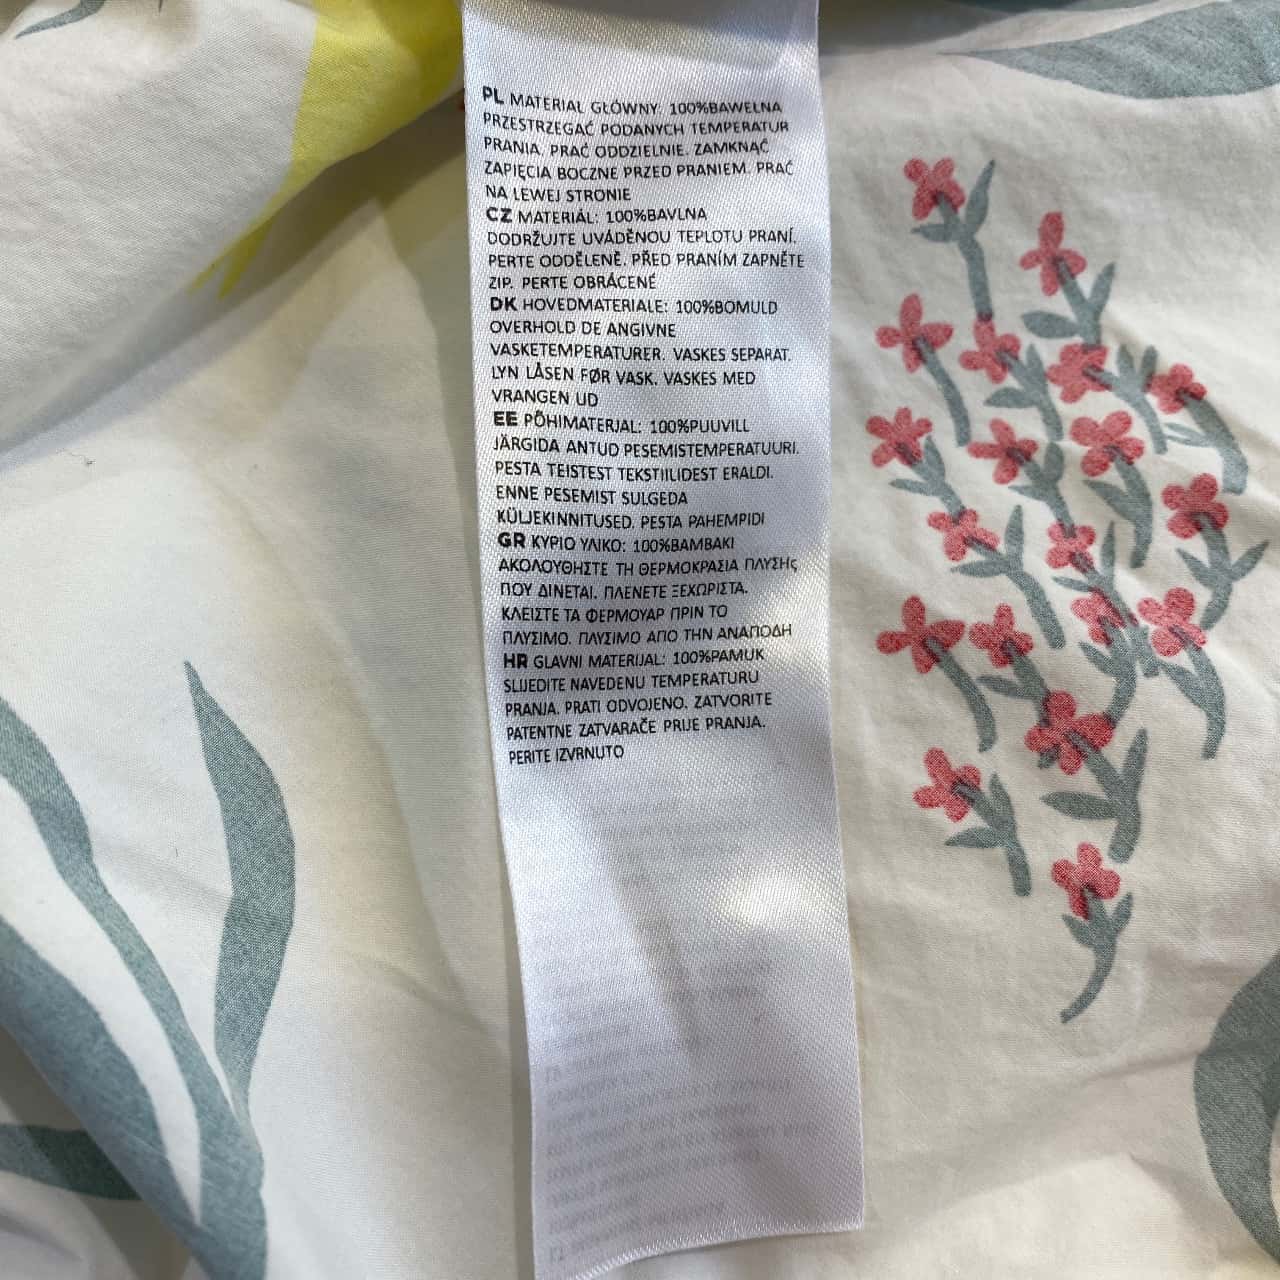 PL MATERIAŁ GŁÓWNY: 100%BAWEŁNA
PRZESTRZEGAĆ PODANYCH TEMPERATUR
PRANIA. PRAĆ ODDZIELNIE. ZAMKNĄĆ
ZAPIĘCIA BOCZNE PRZED PRANIEM. PRAĆ
NA LEWEJ STRONIE
CZ MATERIÁL: 100%BAVLNA
DODRŽUJTE UVÁDĚNOU TEPLOTU PRANÍ.
PERTE ODDĚLENĚ. PŘED PRANÍM ZAPNĚTE
ZIP. PERTE OBRÁCENÉ
DK HOVEDMATERIALE: 100%BOMULD
OVERHOLD DE ANGIVNE
VASKETEMPERATURER. VASKES SEPARAT.
LYN LÅSEN FØR VASK. VASKES MED
VRANGEN UD
EE PÕHIMATERJAL: 100%PUUVILL
JÄRGIDA ANTUD PESEMISTEMPERATUURI.
PESTA TEISTEST TEKSTIILIDEST ERALDI.
ENNE PESEMIST SULGEDA
KÜLJEKINNITUSED. PESTA PAHEMPIDI
GR ΚΥΡΙΟ ΥΛΙΚΟ: 100%ΒΑΜΒΑΚΙ
ΑΚΟΛΟΥΘΗΣΤΕ ΤΗ ΘΕΡΜΟΚΡΑΣΙΑ ΠΛΥΣΗς
ΠΟΥ ΔΙΝΕΤΑΙ. ΠΛΕΝΕΤΕ ΞΕΧΩΡΙΣΤΑ.
ΚΛΕΙΣΤΕ ΤΑ ΦΕΡΜΟΥΑΡ ΠΡΙΝ ΤΟ
ΠΛΥΣΙΜΟ. ΠΛΥΣΙΜΟ ΑΠΟ ΤΗΝ ΑΝΑΠΟΔΗ
HR GLAVNI MATERIJAL: 100%PAMUK
SLIJEDITE NAVEDENU TEMPERATURU
PRANJA. PRATI ODVOJENO. ZATVORITE
PATENTNE ZATVARAČE PRIJE PRANJA.
PERITE IZVRNUTO